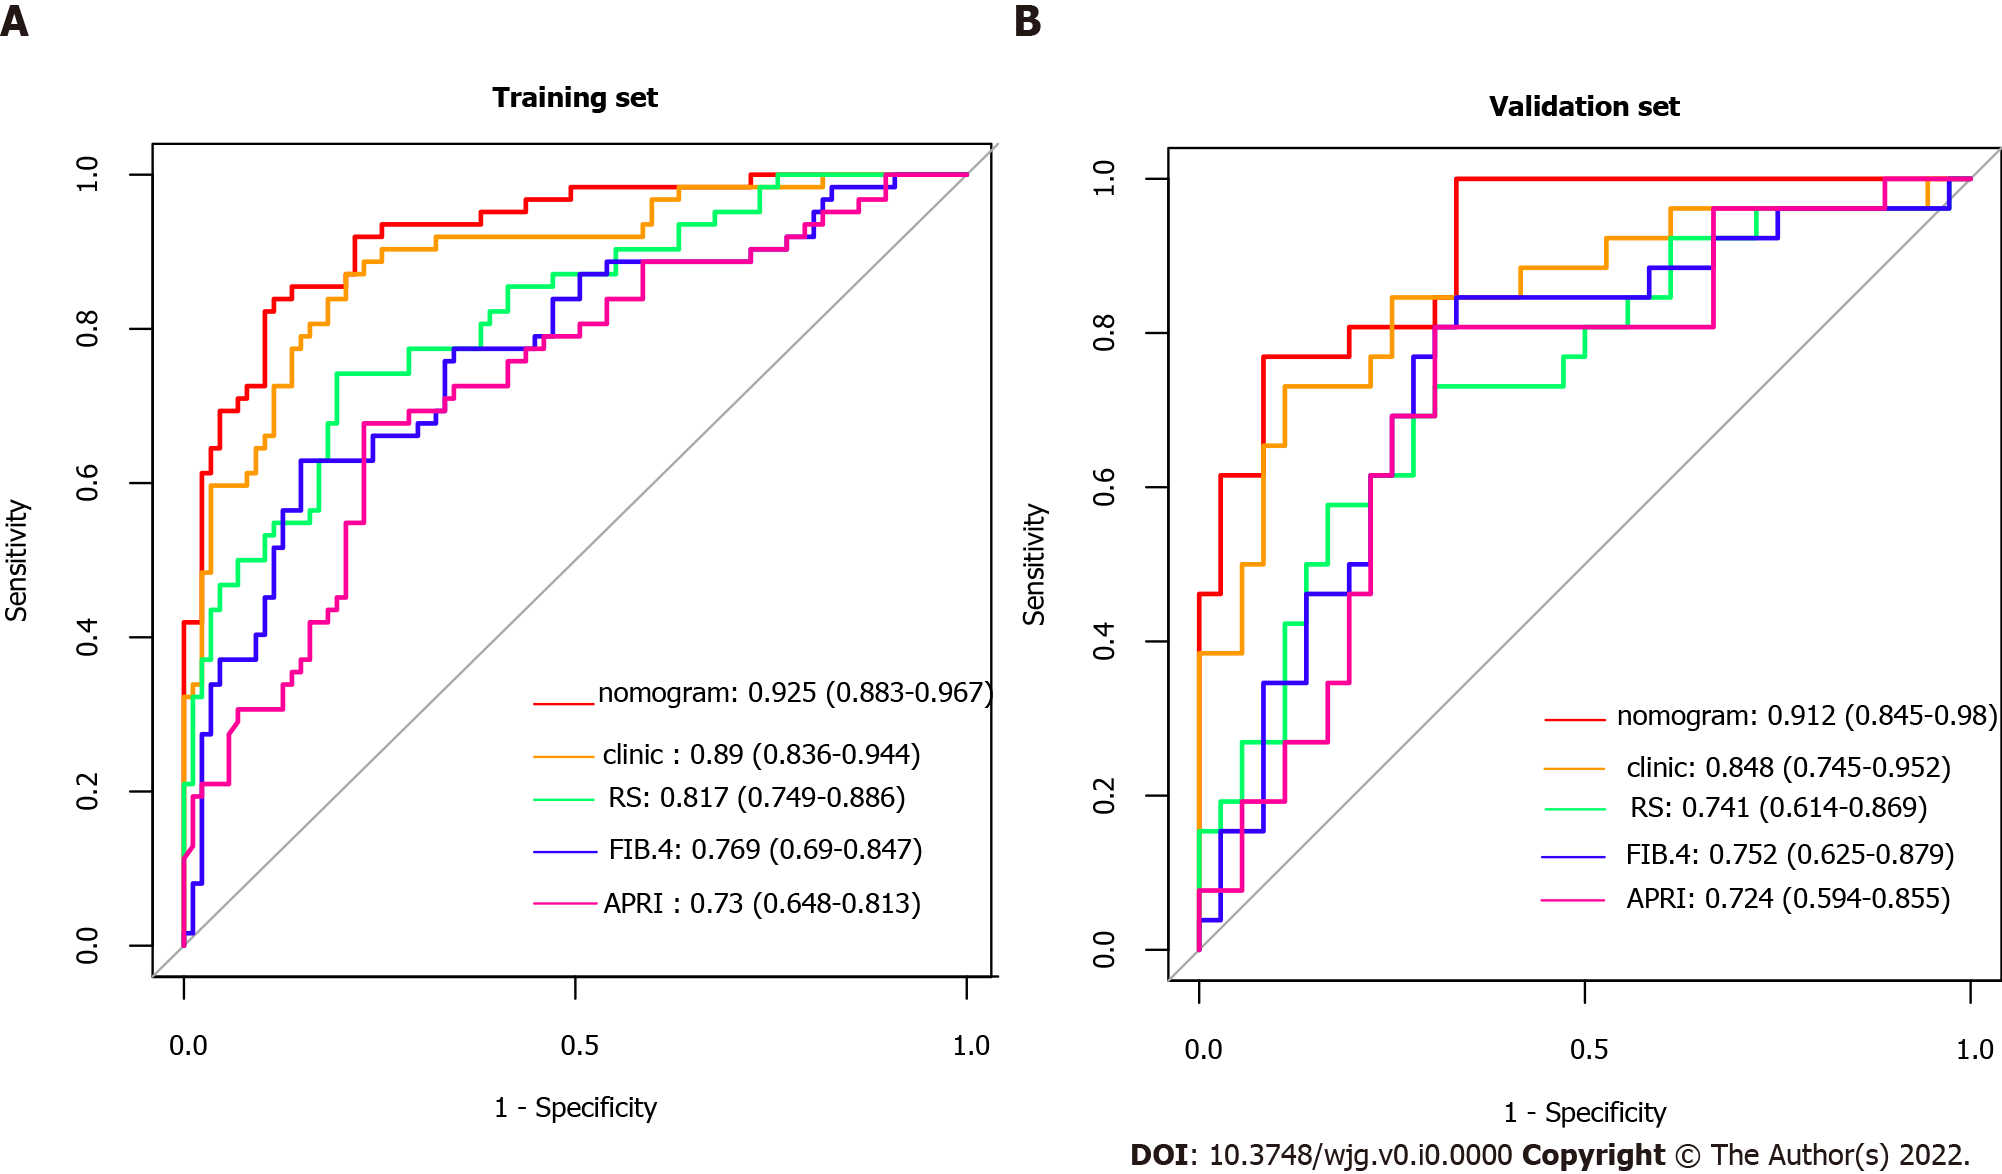 A
Training set
Sensitivity
1.0
0.8
0.6
0.4
0.2
0.0
nomogram: 0.925 (0.883-0.967)
clinic : 0.89 (0.836-0.944)
RS: 0.817 (0.749-0.886)
FIB.4: 0.769 (0.69-0.847)
APRI : 0.73 (0.648-0.813)
0.0 0.5 1.0
1 - Specificity
B
Validation set
Sensitivity
1.0
0.8
0.6
0.4
0.2
0.0
nomogram: 0.912 (0.845-0.98)
clinic: 0.848 (0.745-0.952)
RS: 0.741 (0.614-0.869)
FIB.4: 0.752 (0.625-0.879)
APRI: 0.724 (0.594-0.855)
0.0 0.5 1.0
1 - Specificity
DOI: 10.3748/wjg.v0.i0.0000 Copyright © The Author(s) 2022.